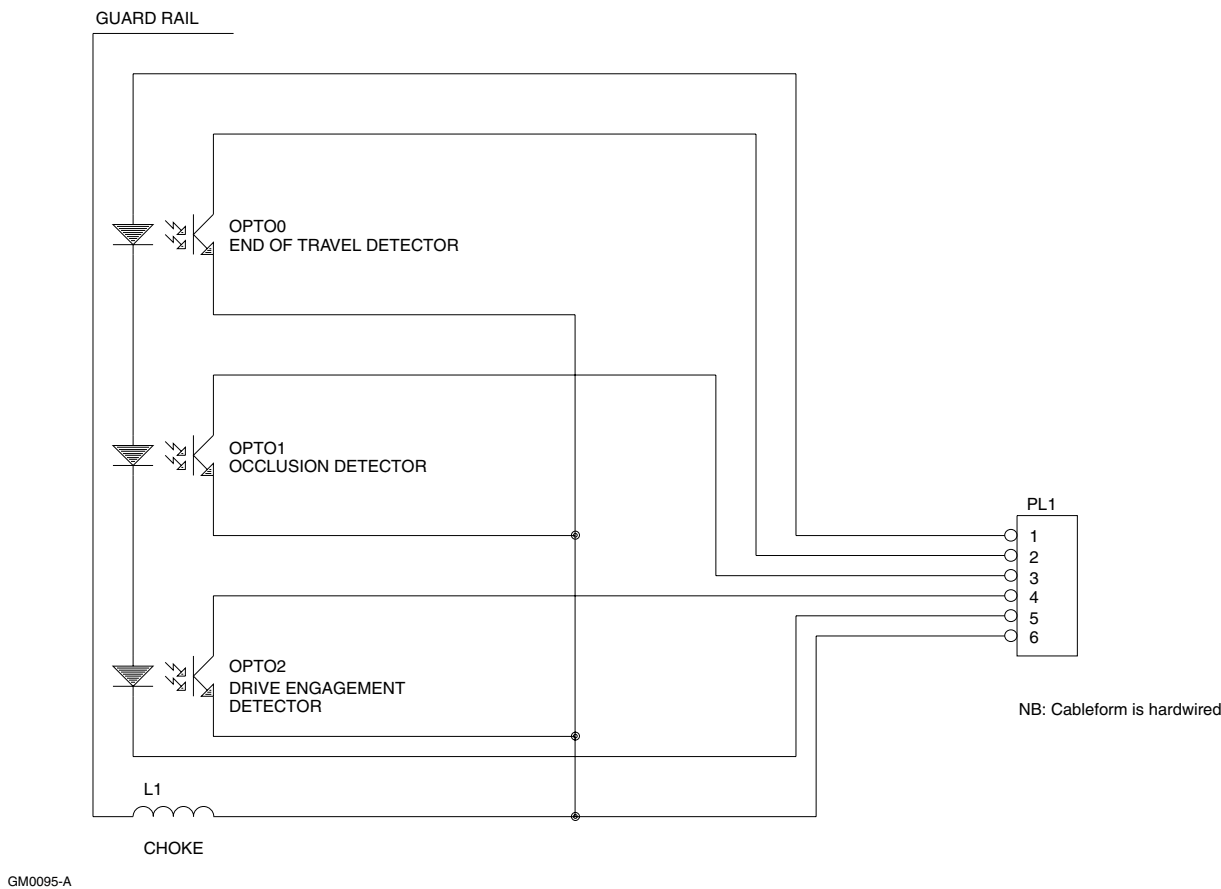 GUARD RAIL
OPTO0
END OF TRAVEL DETECTOR
OPTO1
OCCLUSION DETECTOR
PL1
1
2
3
4
5
6
OPTO2
DRIVE ENGAGEMENT
DETECTOR
NB: Cableform is hardwired
L1
CHOKE
GM0095-A